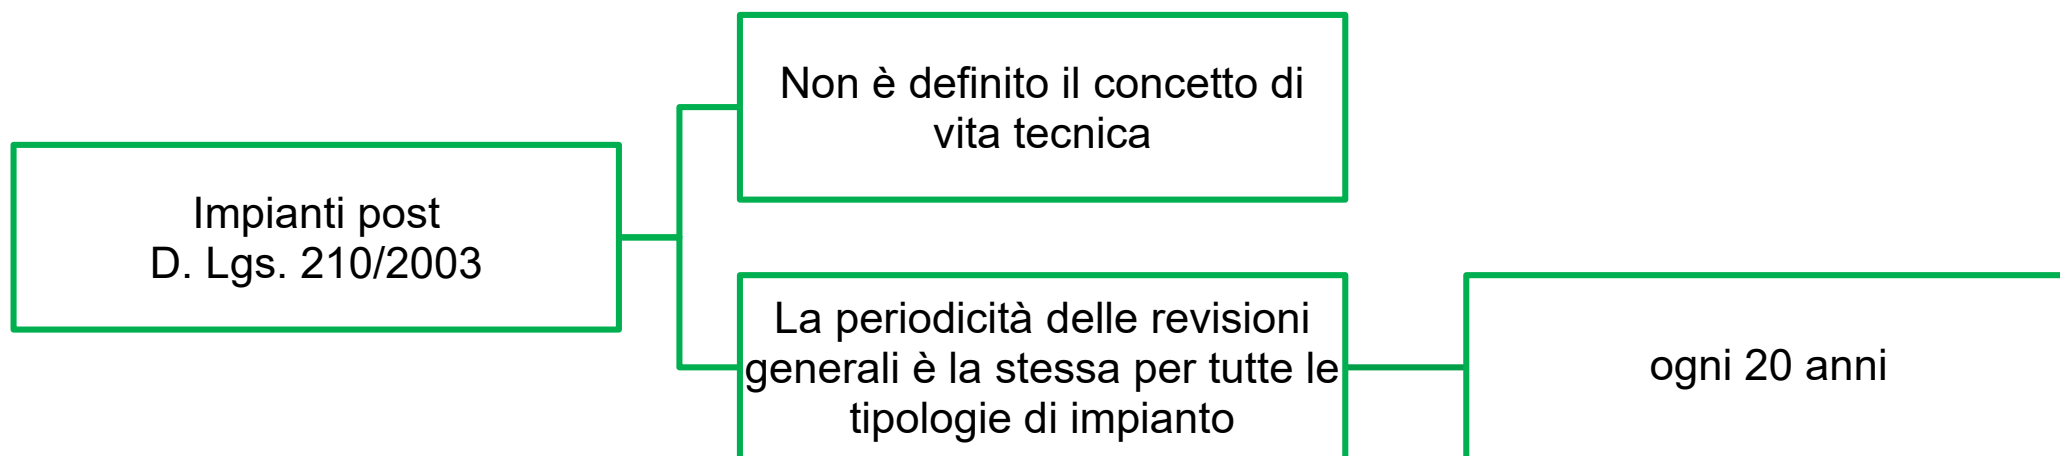 Non è definito il concetto di
vita tecnica
Impianti post
D. Lgs. 210/2003
La periodicità delle revisioni
generali è la stessa per tutte le
tipologie di impianto
ogni 20 anni